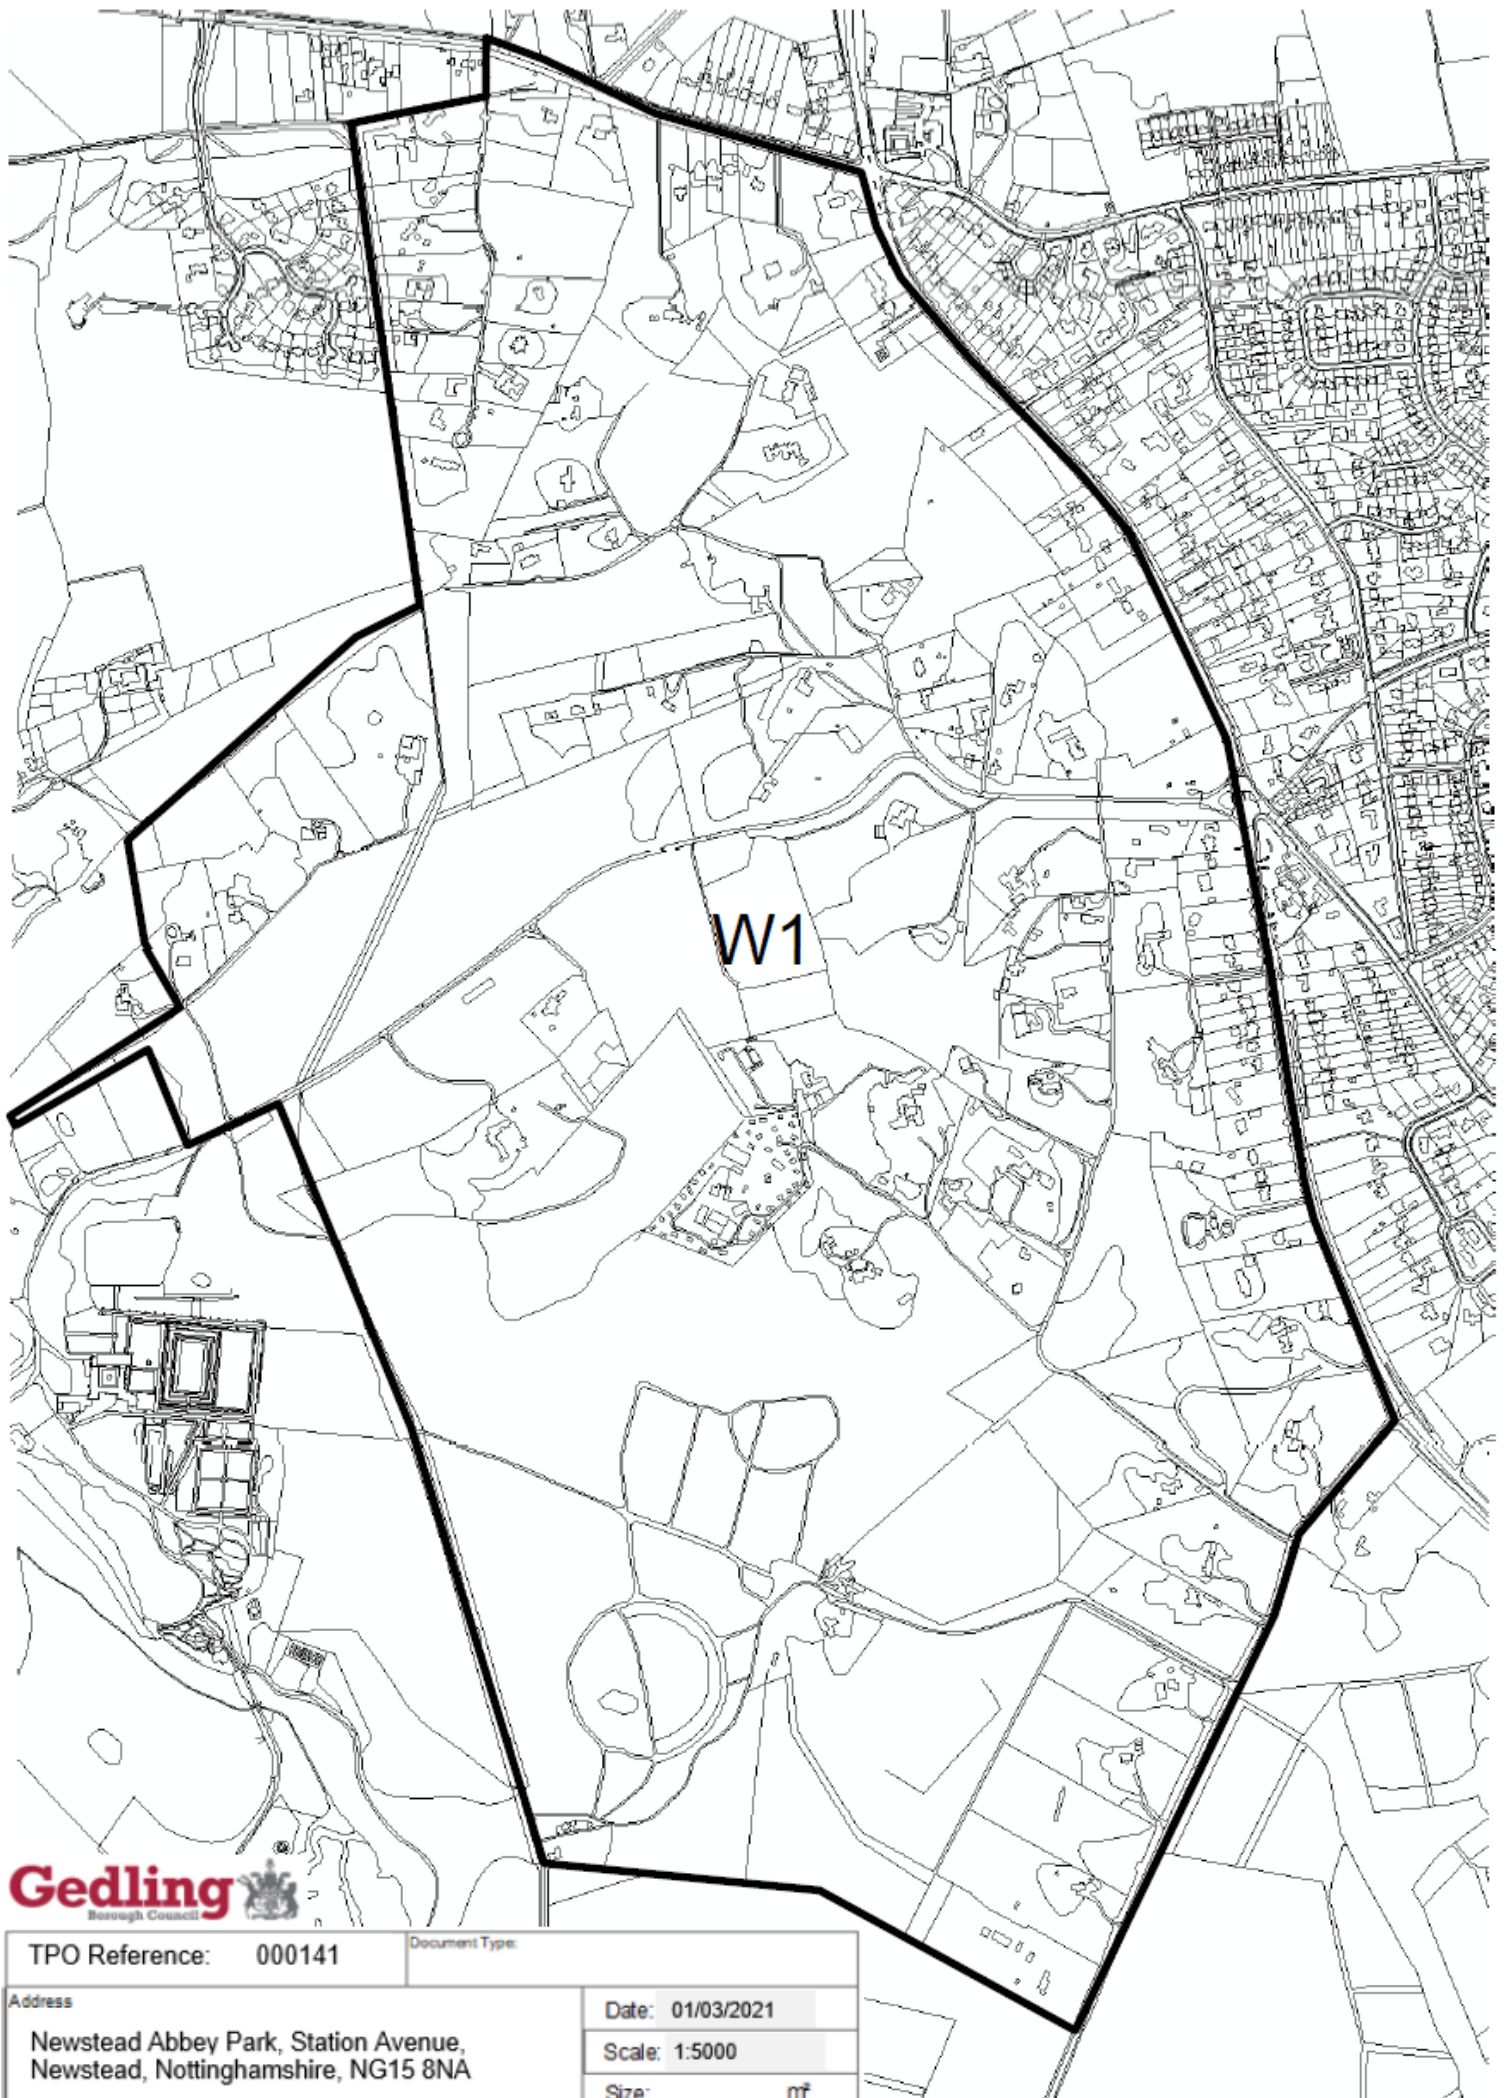 W1
Gedling
Borough Council
TPO Reference: 000141
Document Type:
Address
Newstead Abbey Park, Station Avenue,
Newstead, Nottinghamshire, NG15 8NA
Date: 01/03/2021
Scale: 1:5000
Size: m²